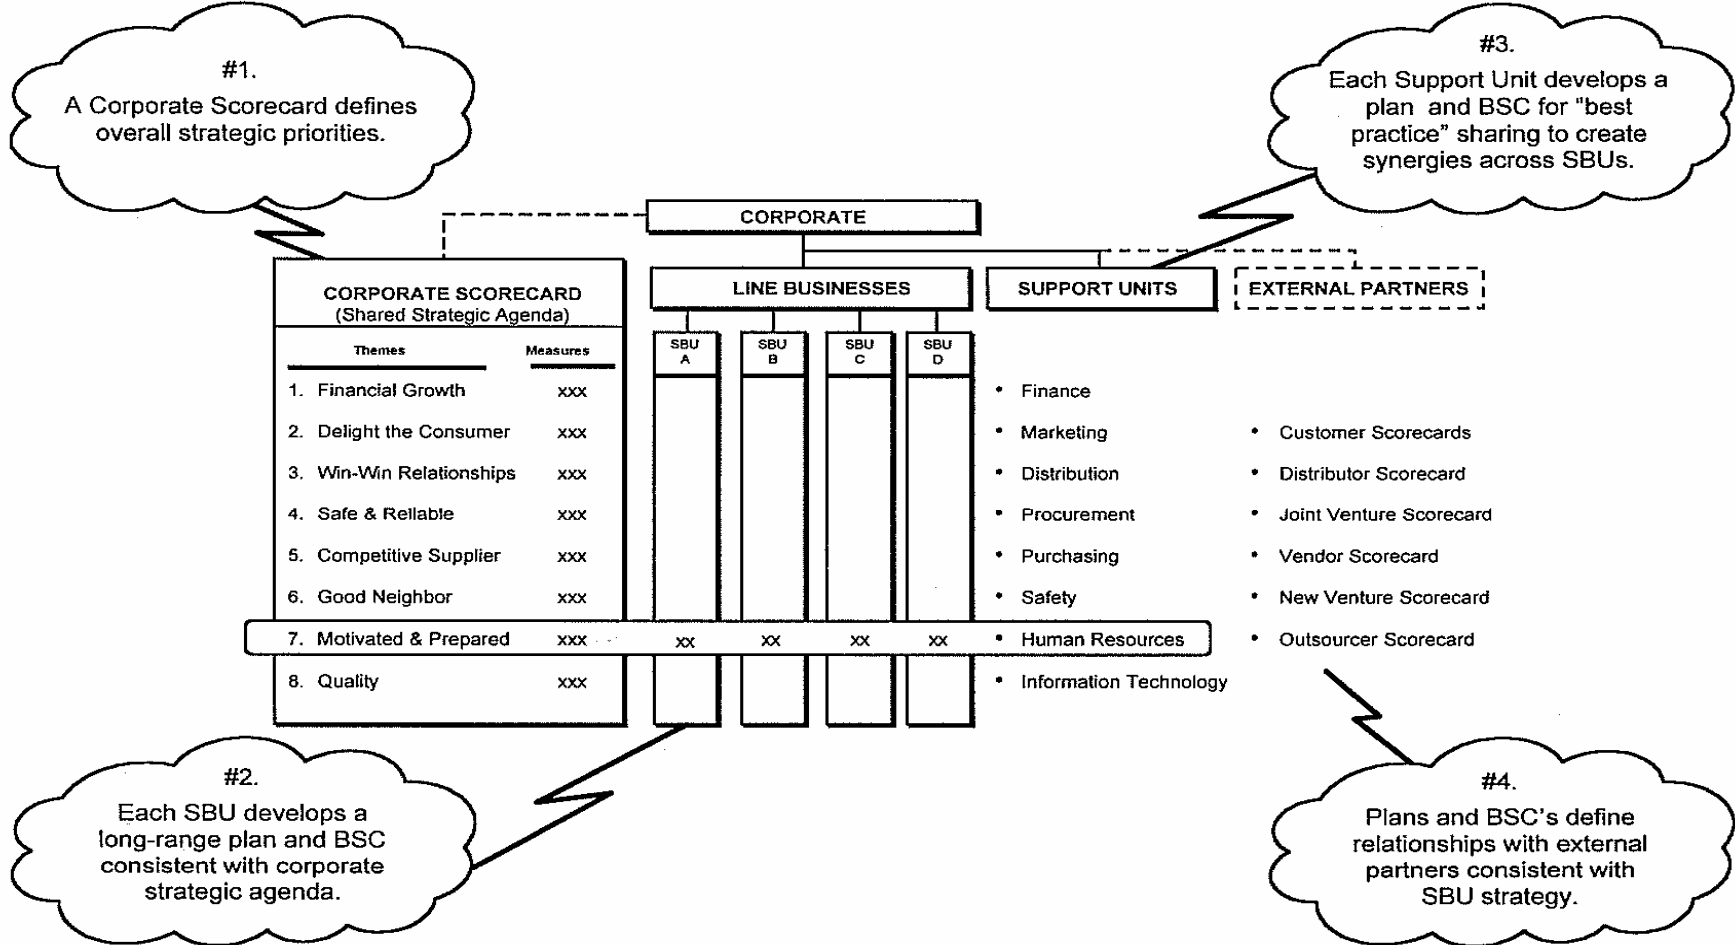 #1.
A Corporate Scorecard defines
overall strategic priorities.
#3.
Each Support Unit develops a
plan and BSC for "best
practice” sharing to create
synergies across SBUs.
CORPORATE
CORPORATE SCORECARD
(Shared Strategic Agenda)
LINE BUSINESSES
SUPPORT UNITS
EXTERNAL PARTNERS
Themes Measures
SBU A
SBU B
SBU C
SBU D
1. Financial Growth xxx
2. Delight the Consumer xxx
3. Win-Win Relationships xxx
4. Safe & Reliable xxx
5. Competitive Supplier xxx
6. Good Neighbor xxx
7. Motivated & Prepared xxx xx xx xx xx
8. Quality xxx
• Finance
• Marketing
• Distribution
• Procurement
• Purchasing
• Safety
• Human Resources
• Information Technology
• Customer Scorecards
• Distributor Scorecard
• Joint Venture Scorecard
• Vendor Scorecard
• New Venture Scorecard
• Outsourcer Scorecard
#2.
Each SBU develops a
long-range plan and BSC
consistent with corporate
strategic agenda.
#4.
Plans and BSC's define
relationships with external
partners consistent with
SBU strategy.